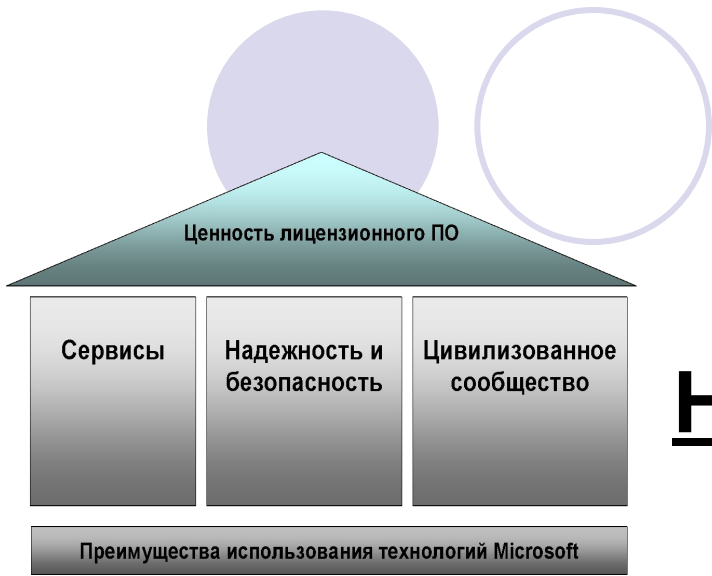 Ценность лицензионного ПО
Сервисы
Надежность и
безопасность
Цивилизованное
сообщество
Н
Преимущества использования технологий Microsoft